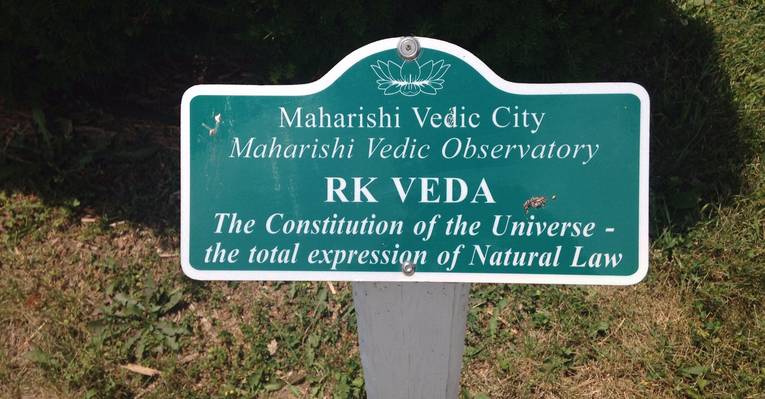 Maharishi Vedic City
Maharishi Vedic Observatory
RK VEDA
The Constitution of the Universe -
the total expression of Natural Law